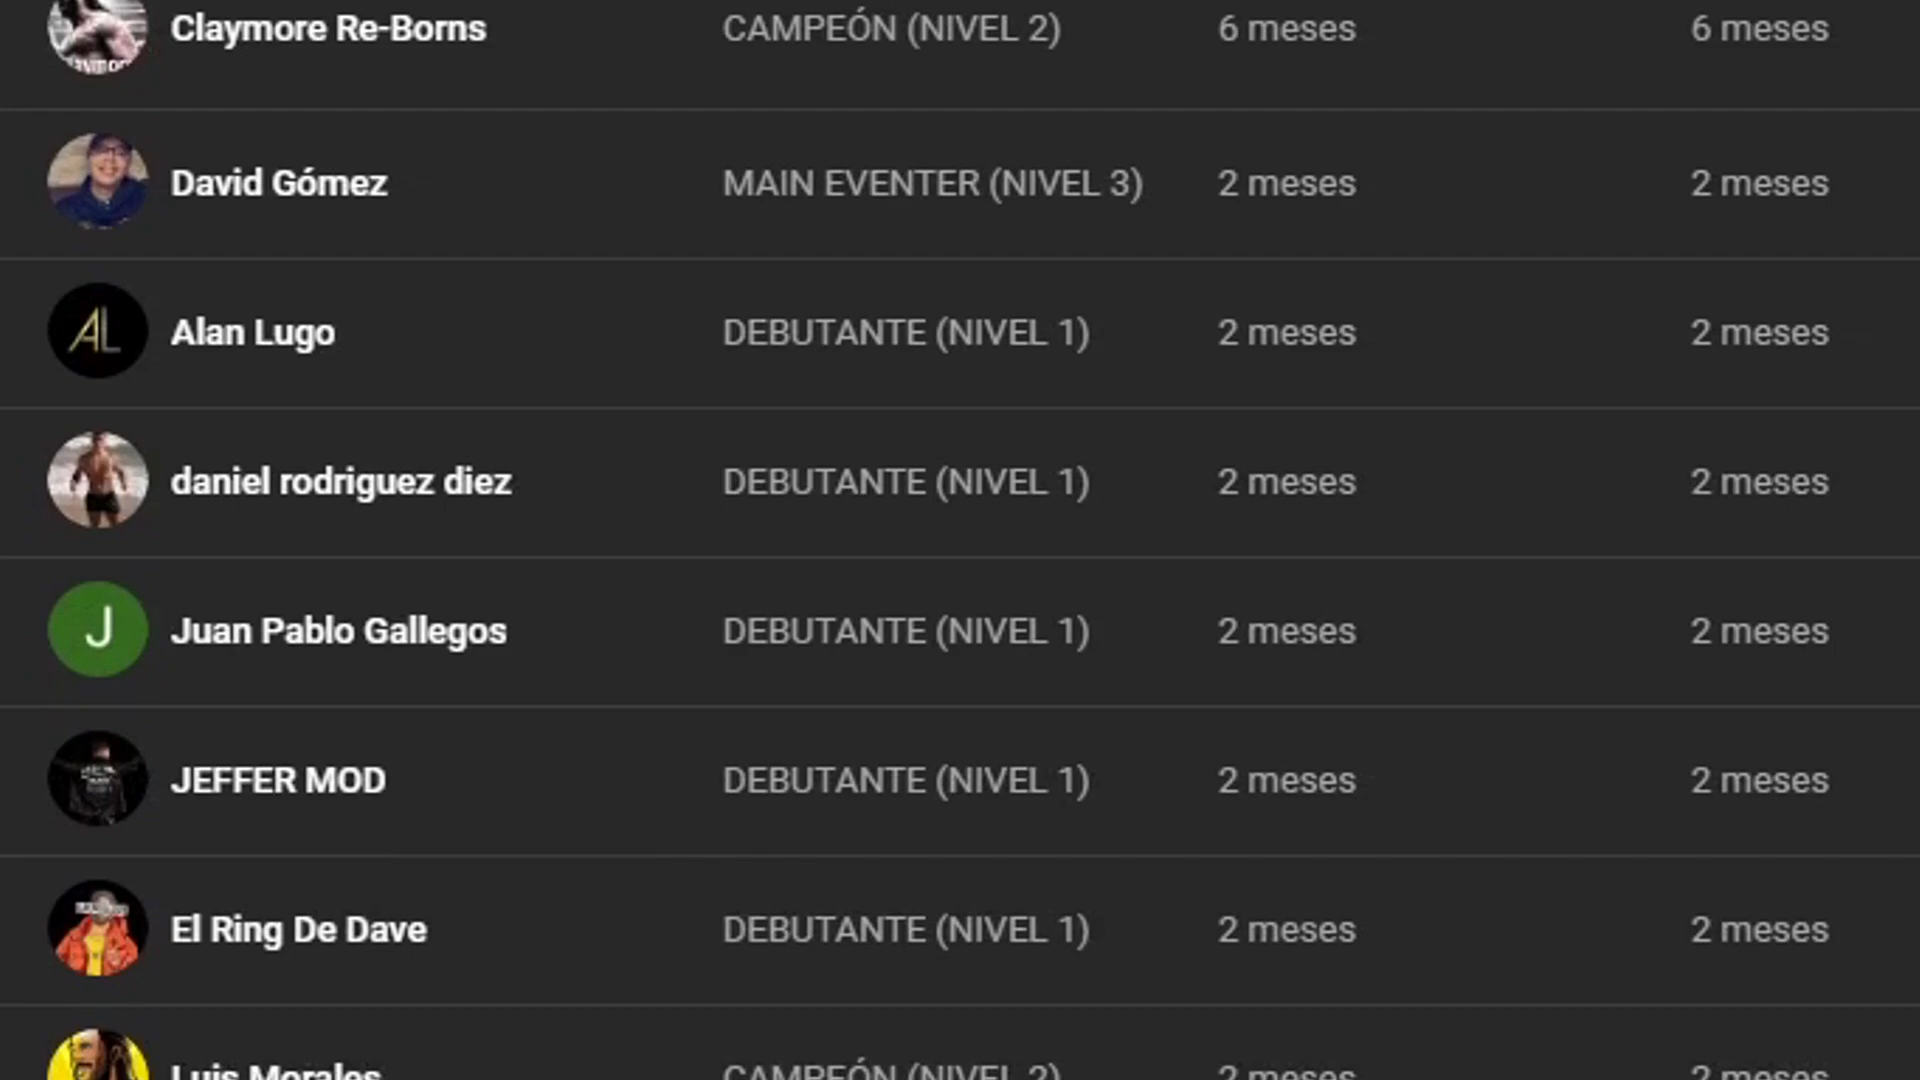 Claymore Re-Borns CAMPEÓN (NIVEL 2) 6 meses 6 meses
David Gómez MAIN EVENTER (NIVEL 3) 2 meses 2 meses
AL Alan Lugo DEBUTANTE (NIVEL 1) 2 meses 2 meses
daniel rodriguez diez DEBUTANTE (NIVEL 1) 2 meses 2 meses
J Juan Pablo Gallegos DEBUTANTE (NIVEL 1) 2 meses 2 meses
JEFFER MOD DEBUTANTE (NIVEL 1) 2 meses 2 meses
El Ring De Dave DEBUTANTE (NIVEL 1) 2 meses 2 meses
Luis Morales CAMPEÓN (NIVEL 2) 2 meses 2 meses